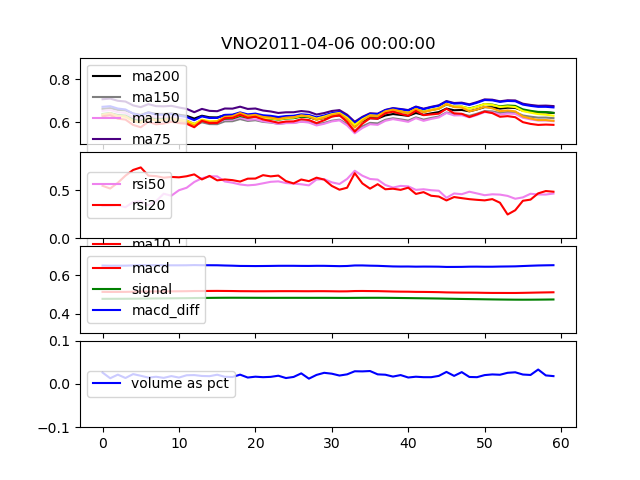 VNO2011-04-06 00:00:00
0.8
0.6
ma200
ma150
ma100
ma75
0.5
0.0
rsi50
rsi20
ma10
0.6
0.4
macd
signal
macd_diff
0.1
0.0
−0.1
volume as pct
0 10 20 30 40 50 60